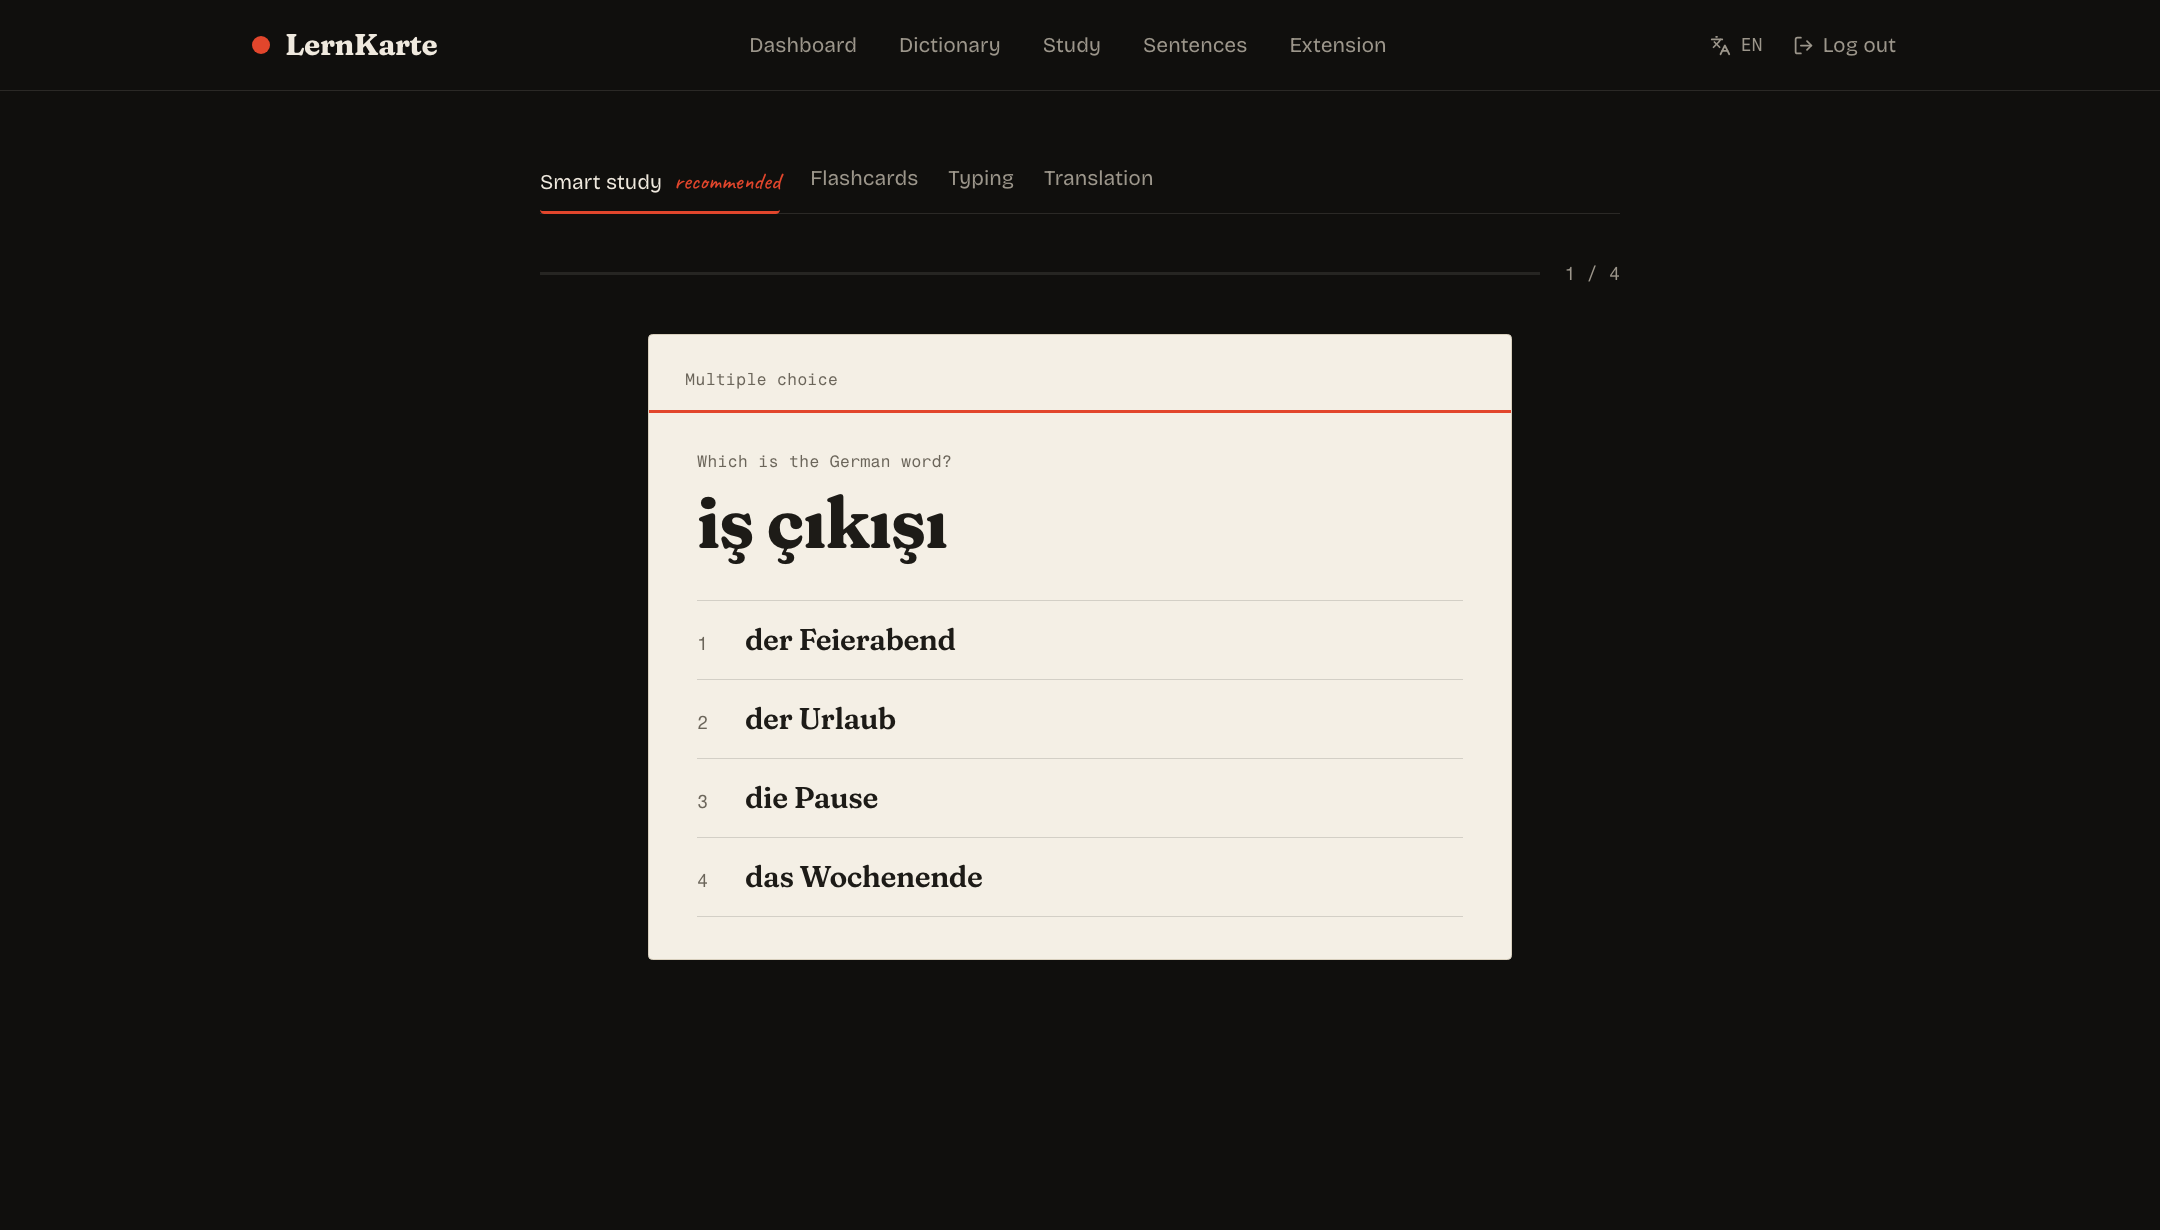 LernKarte
Dashboard Dictionary Study Sentences Extension
EN Log out
Smart study recommended Flashcards Typing Translation
1 / 4
Multiple choice
Which is the German word?
iş çıkışı
1 der Feierabend
2 der Urlaub
3 die Pause
4 das Wochenende